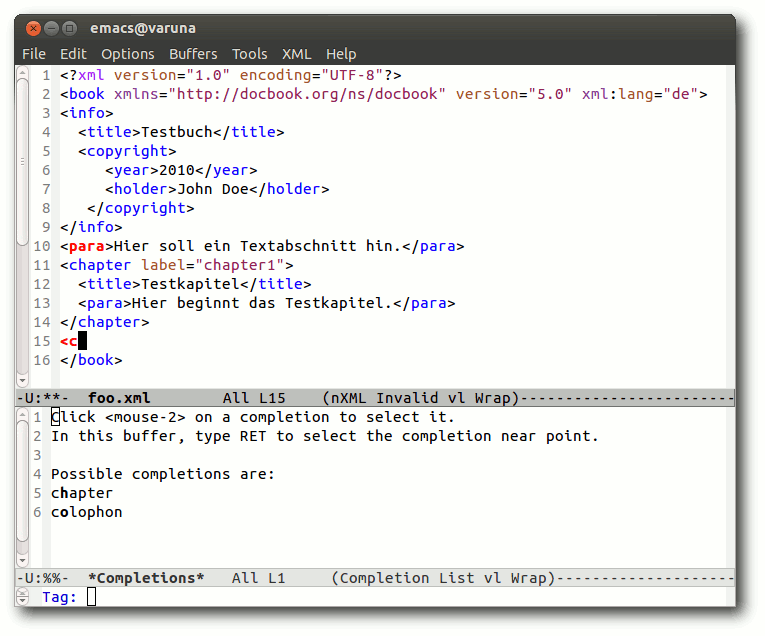 emacs@varuna
File Edit Options Buffers Tools XML Help
1 <?xml version="1.0" encoding="UTF-8"?>
2 <book xmlns="http://docbook.org/ns/docbook" version="5.0" xml:lang="de">
3 <info>
4   <title>Testbuch</title>
5   <copyright>
6      <year>2010</year>
7      <holder>John Doe</holder>
8    </copyright>
9 </info>
10 <para>Hier soll ein Textabschnitt hin.</para>
11 <chapter label="chapter1">
12   <title>Testkapitel</title>
13   <para>Hier beginnt das Testkapitel.</para>
14 </chapter>
15 <c
16 </book>
-U:**-  foo.xml        All L15    (nXML Invalid vl Wrap)------------------------
1 Click <mouse-2> on a completion to select it.
2 In this buffer, type RET to select the completion near point.
3
4 Possible completions are:
5 chapter
6 colophon
-U:%%-  *Completions*   All L1     (Completion List vl Wrap)--------------------
Tag: